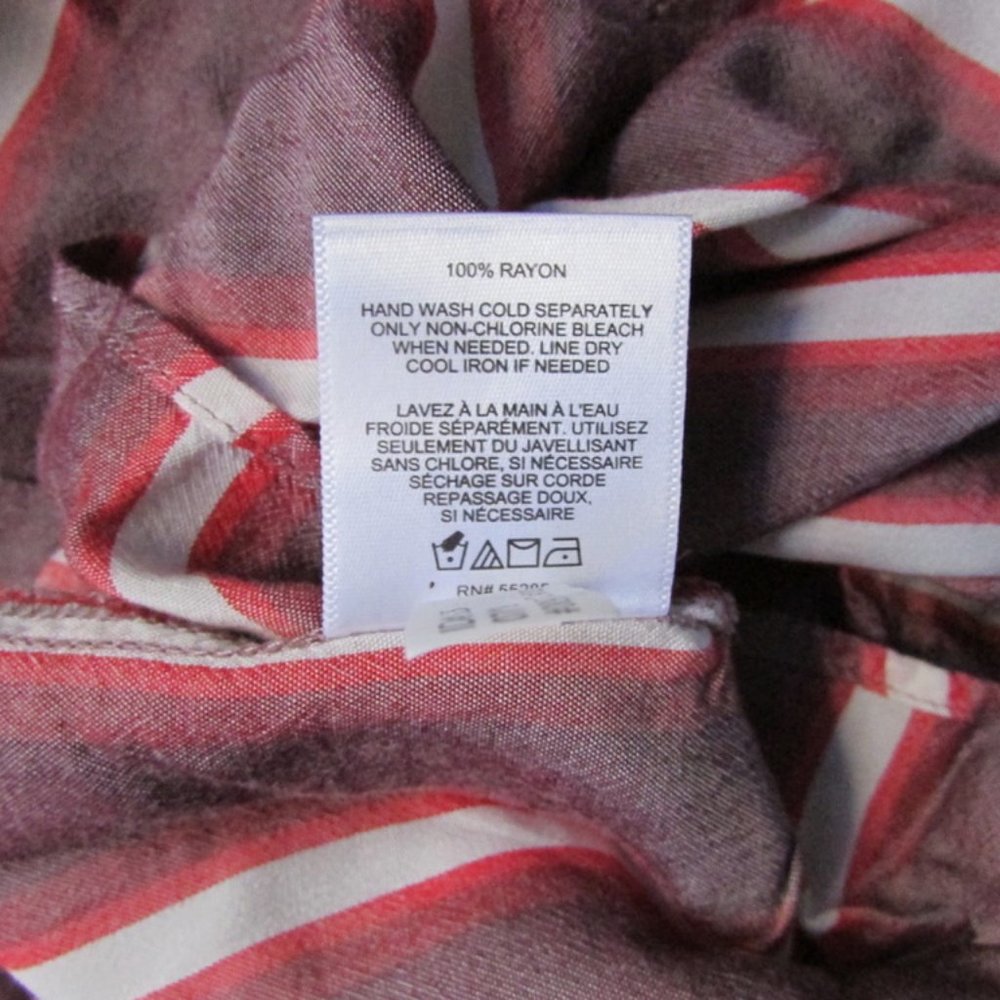 100% RAYON
HAND WASH COLD SEPARATELY
ONLY NON-CHLORINE BLEACH
WHEN NEEDED. LINE DRY
COOL IRON IF NEEDED
LAVEZ À LA MAIN À L'EAU
FROIDE SÉPARÉMENT. UTILISEZ
SEULEMENT DU JAVELLISANT
SANS CHLORE, SI NÉCESSAIRE
SÉCHAGE SUR CORDE
REPASSAGE DOUX,
SI NÉCESSAIRE
RN#